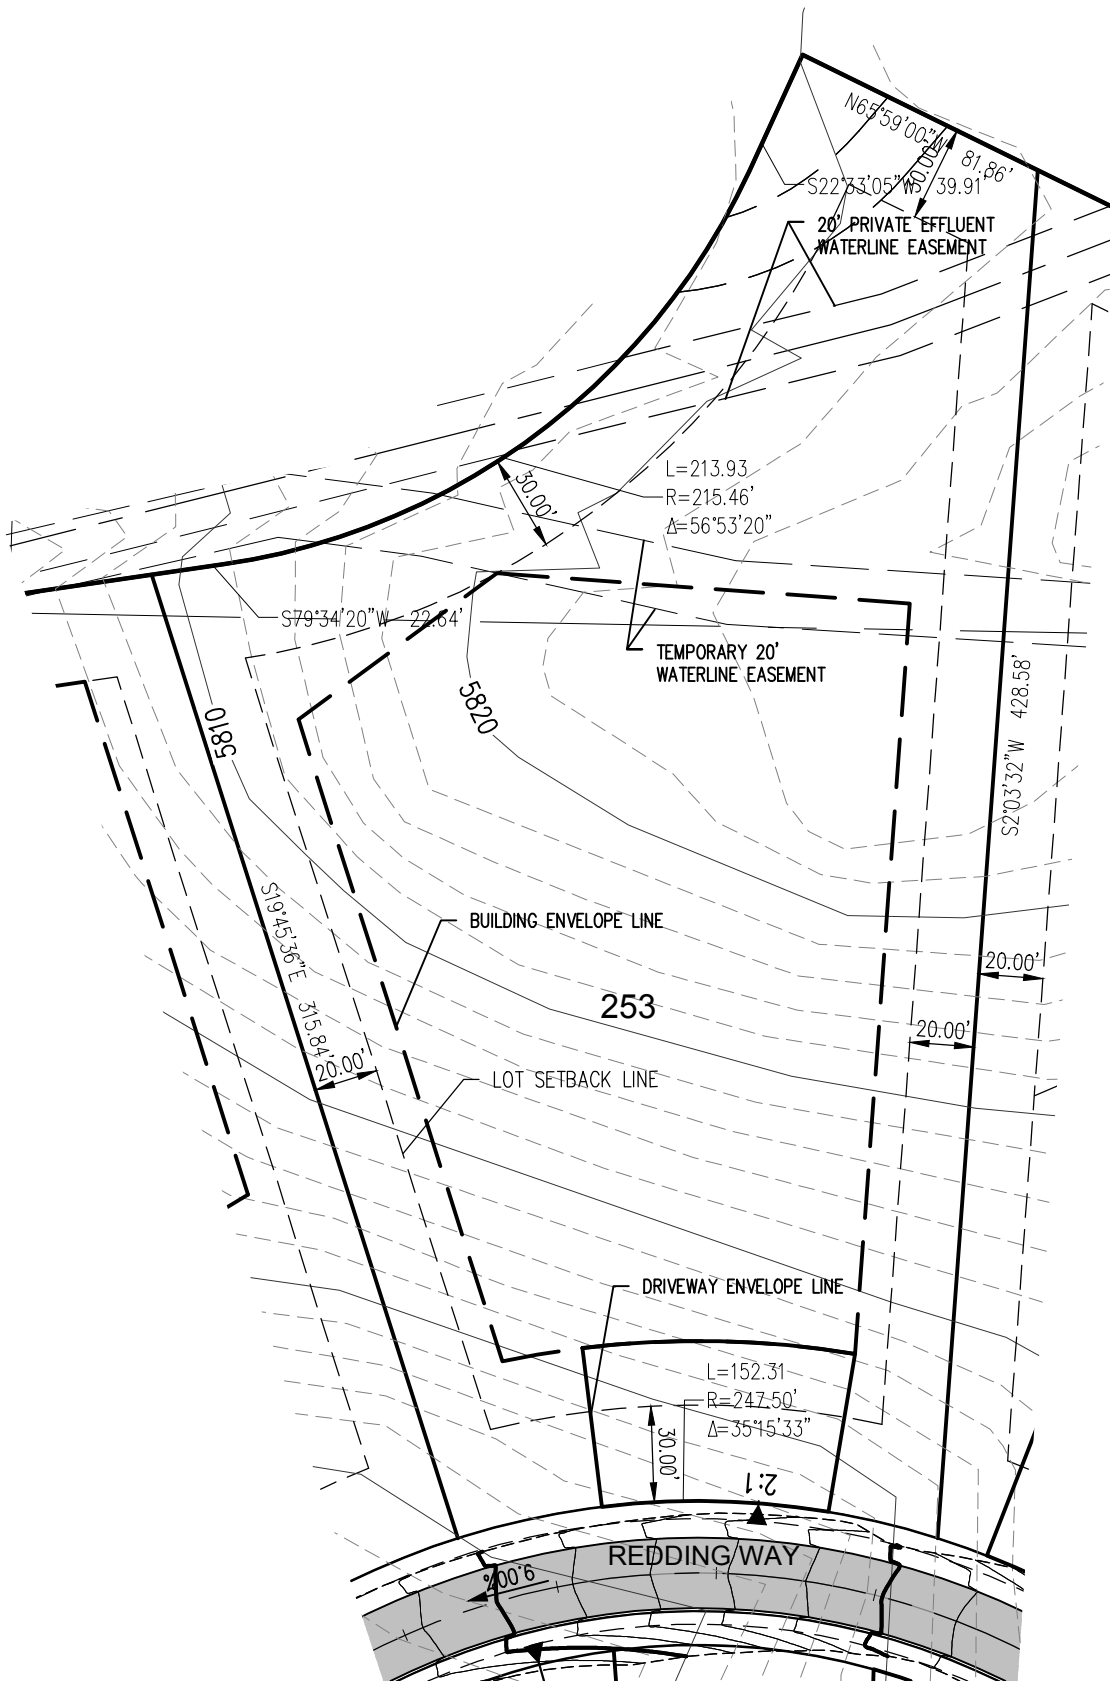 N65°59'00"W 81.86'
30.00'
S22°33'05"W 39.91'
20' PRIVATE EFFLUENT
WATERLINE EASEMENT
L=213.93
R=215.46'
Δ=56°53'20"
30.00'
S79°34'20"W 22.64'
TEMPORARY 20'
WATERLINE EASEMENT
5810
5820
S2°03'32"W 428.58'
S19°45'36"E 315.84'
BUILDING ENVELOPE LINE
20.00'
253
20.00'
20.00'
LOT SETBACK LINE
DRIVEWAY ENVELOPE LINE
L=152.31
R=247.50'
Δ=35°15'33"
30.00'
2:1
REDDING WAY
9.00%